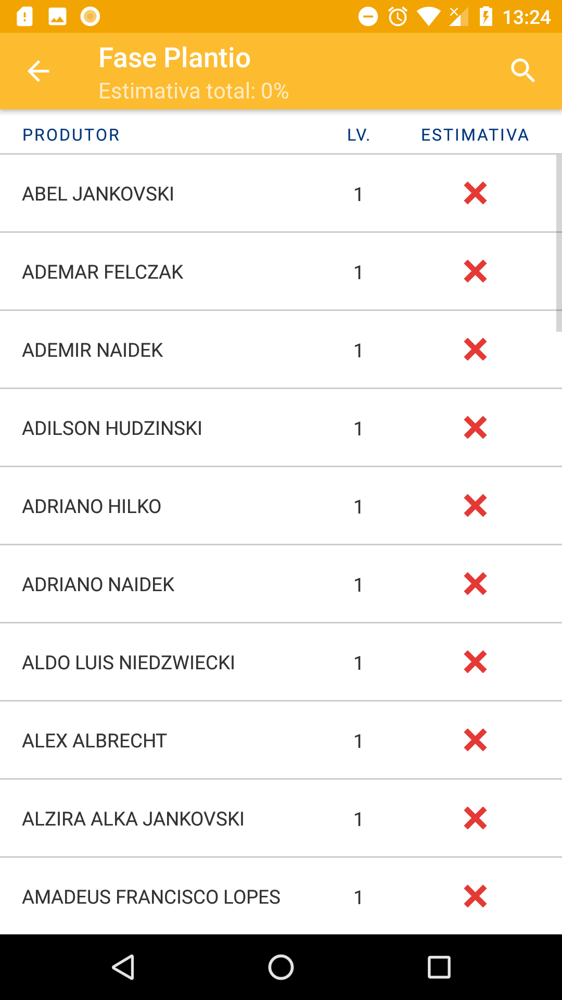 13:24
Fase Plantio
Estimativa total: 0%
PRODUTOR LV. ESTIMATIVA
ABEL JANKOVSKI 1
ADEMAR FELCZAK 1
ADEMIR NAIDEK 1
ADILSON HUDZINSKI 1
ADRIANO HILKO 1
ADRIANO NAIDEK 1
ALDO LUIS NIEDZWIECKI 1
ALEX ALBRECHT 1
ALZIRA ALKA JANKOVSKI 1
AMADEUS FRANCISCO LOPES 1